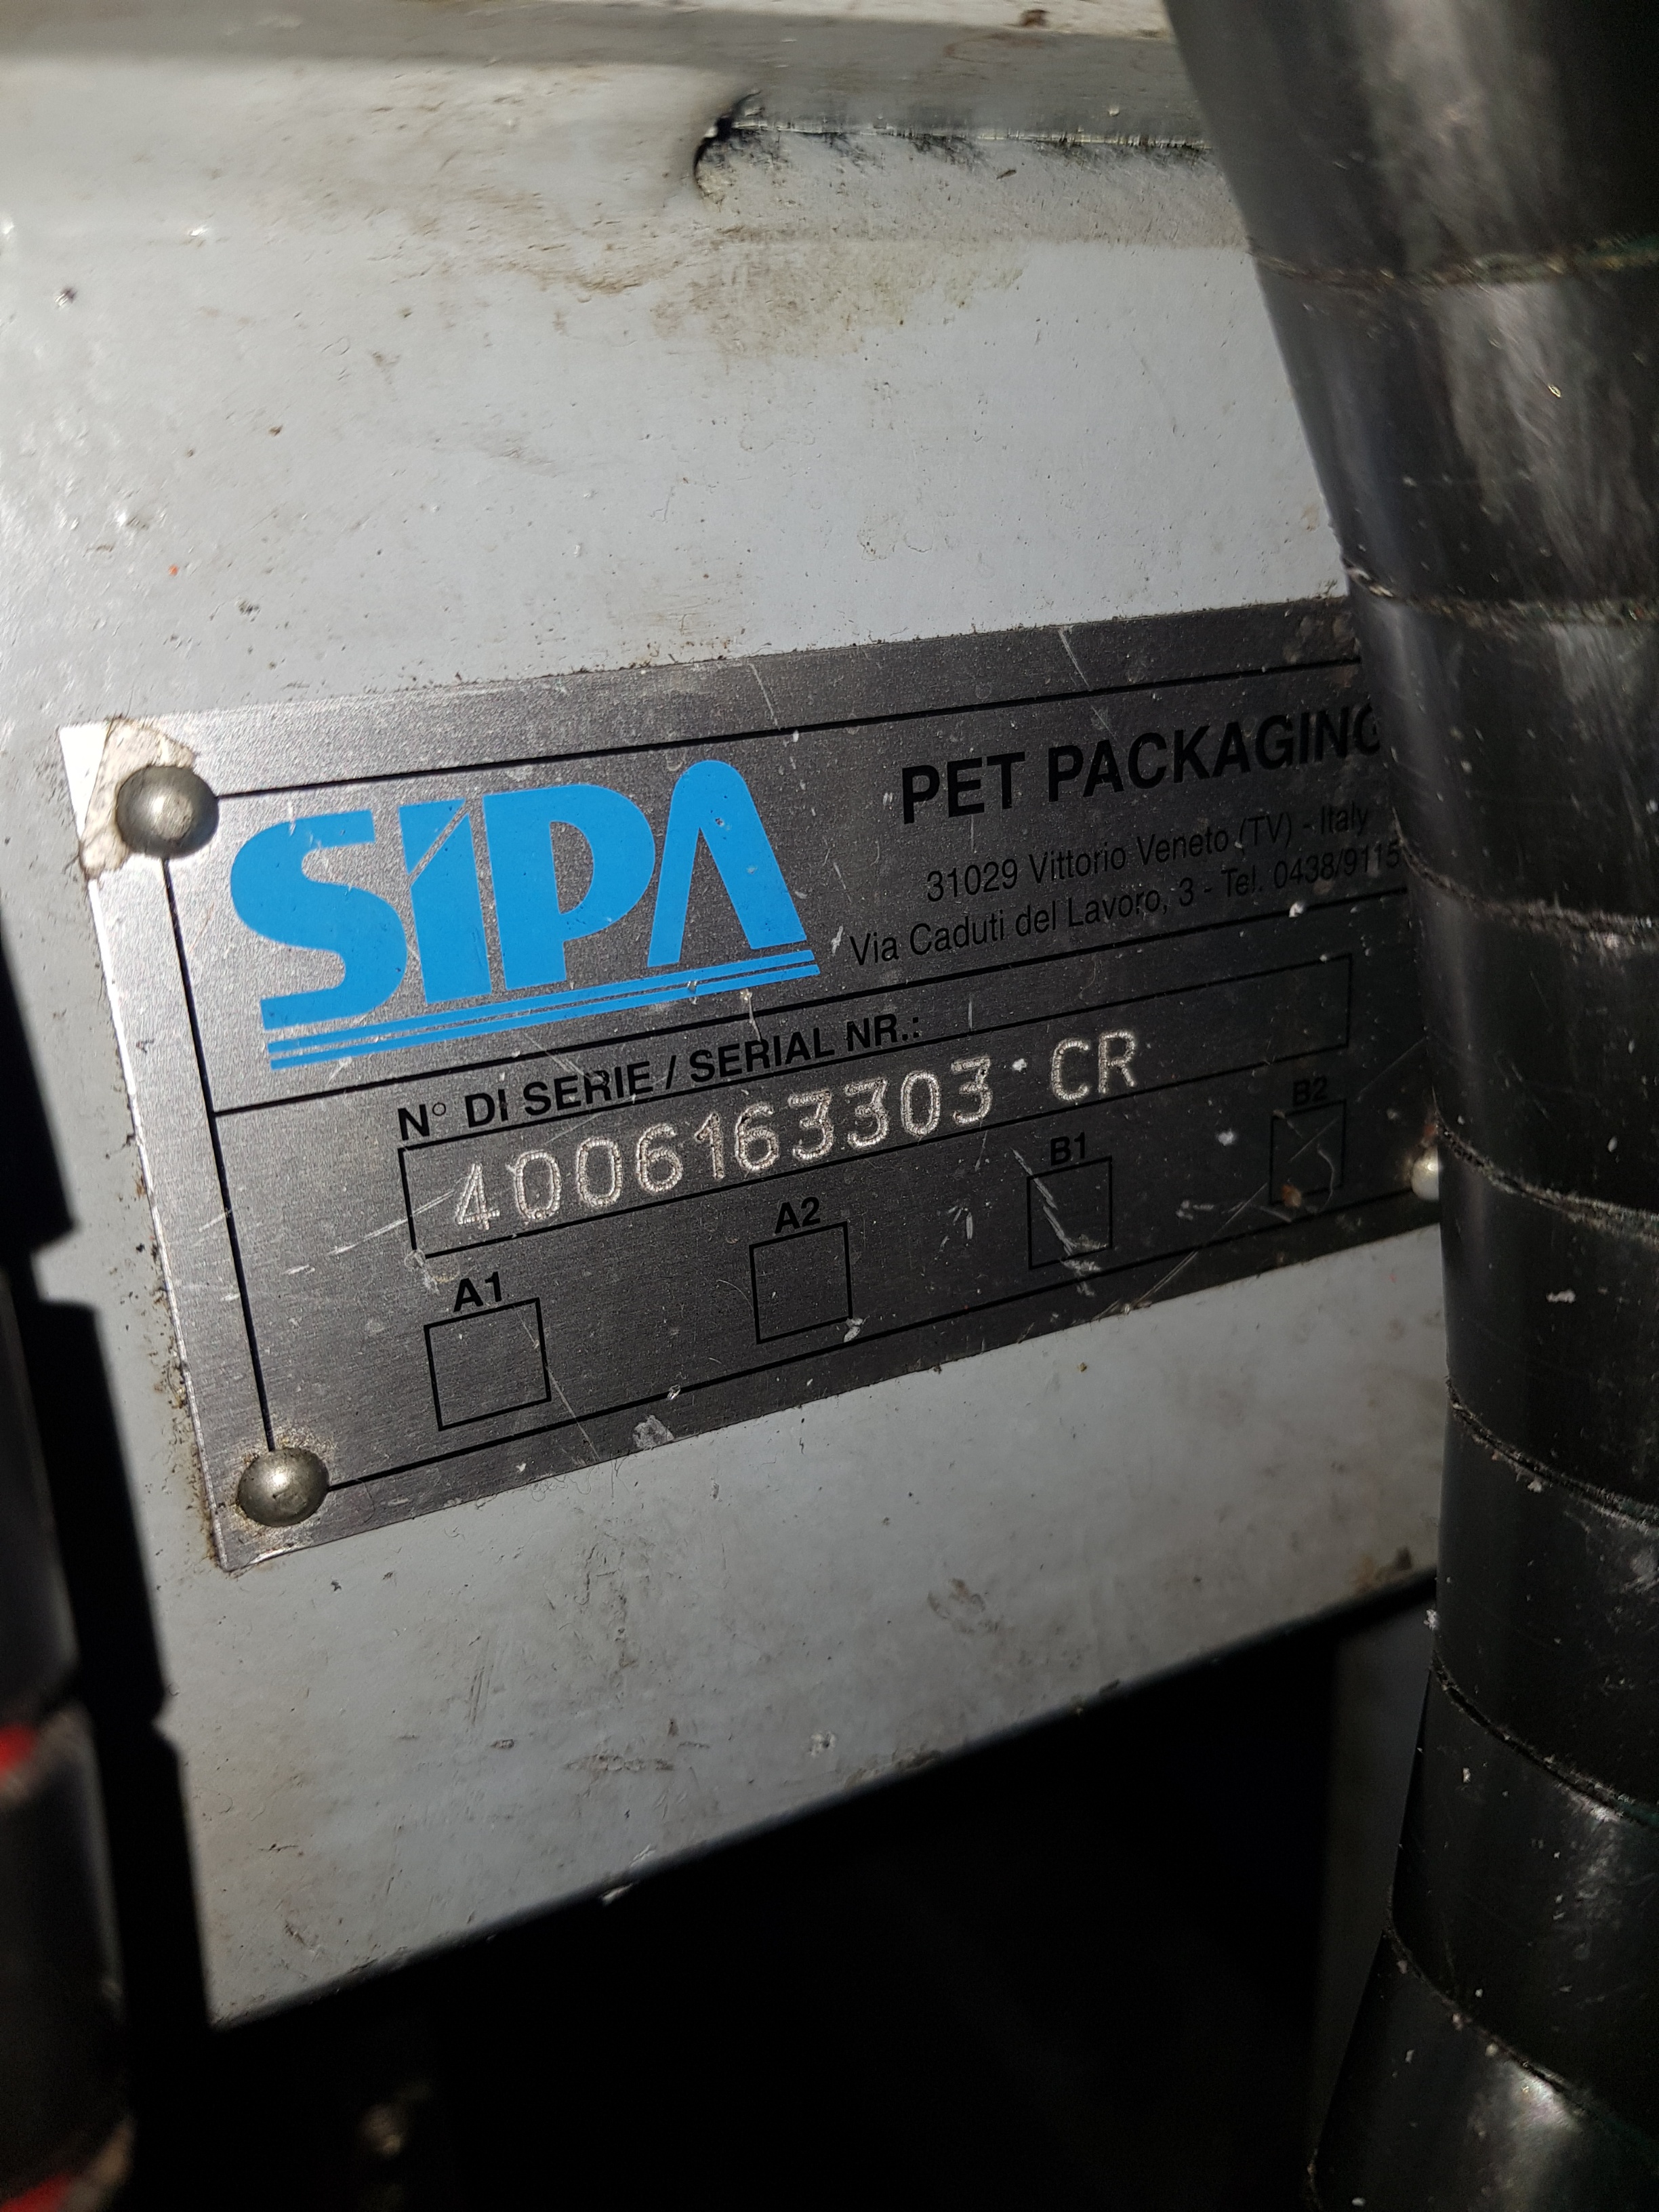 SIPA
PET PACKAGING
31029 Vittorio Veneto (TV) - Italy
Via Caduti del Lavoro, 3 - Tel. 0438/9115
N° DI SERIE / SERIAL NR.:
4006163303 CR
A1 A2 B1 B2